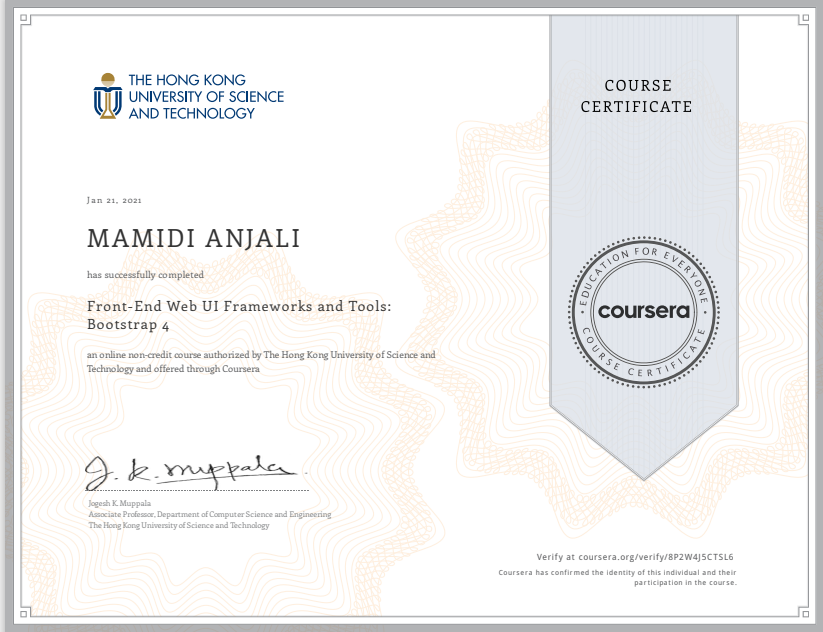 THE HONG KONG
UNIVERSITY OF SCIENCE
AND TECHNOLOGY
COURSE
CERTIFICATE
Jan 21, 2021
MAMIDI ANJALI
has successfully completed
Front-End Web UI Frameworks and Tools:
Bootstrap 4
an online non-credit course authorized by The Hong Kong University of Science and
Technology and offered through Coursera
EDUCATION FOR EVERYONE
coursera
COURSE CERTIFICATE
J. K. Muppala
Jogesh K. Muppala
Associate Professor, Department of Computer Science and Engineering
The Hong Kong University of Science and Technology
Verify at coursera.org/verify/8P2W4J5CTSL6
Coursera has confirmed the identity of this individual and their
participation in the course.